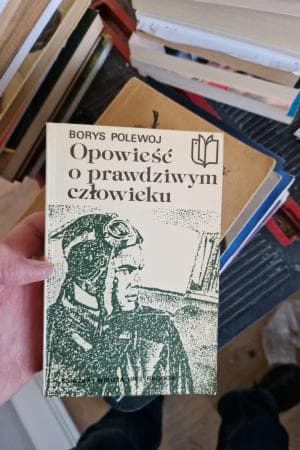 BORYS POLEWOJ
Opowieść
o prawdziwym
człowieku